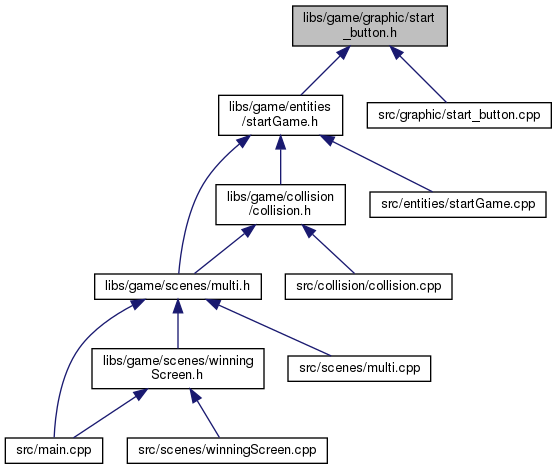 libs/game/graphic/start
_button.h
libs/game/entities
/startGame.h
src/graphic/start_button.cpp
libs/game/collision
/collision.h
src/entities/startGame.cpp
libs/game/scenes/multi.h
src/collision/collision.cpp
libs/game/scenes/winning
Screen.h
src/scenes/multi.cpp
src/main.cpp
src/scenes/winningScreen.cpp